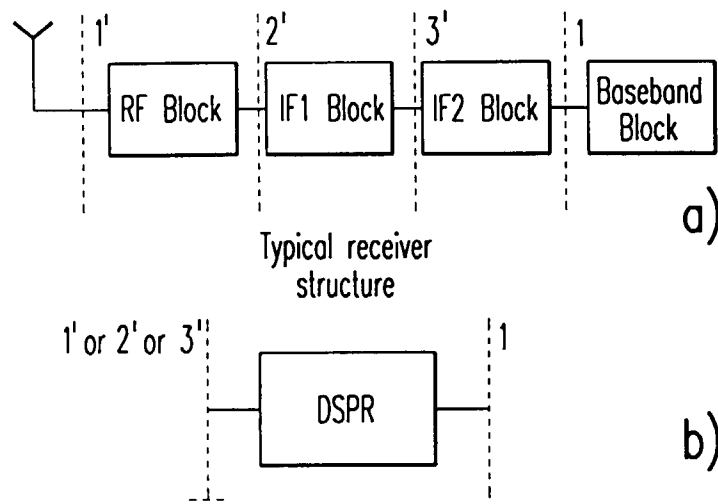 1' 2' 3' 1
RF Block IF1 Block IF2 Block Baseband
Block
a)
Typical receiver
structure
1' or 2' or 3' 1
DSPR
b)